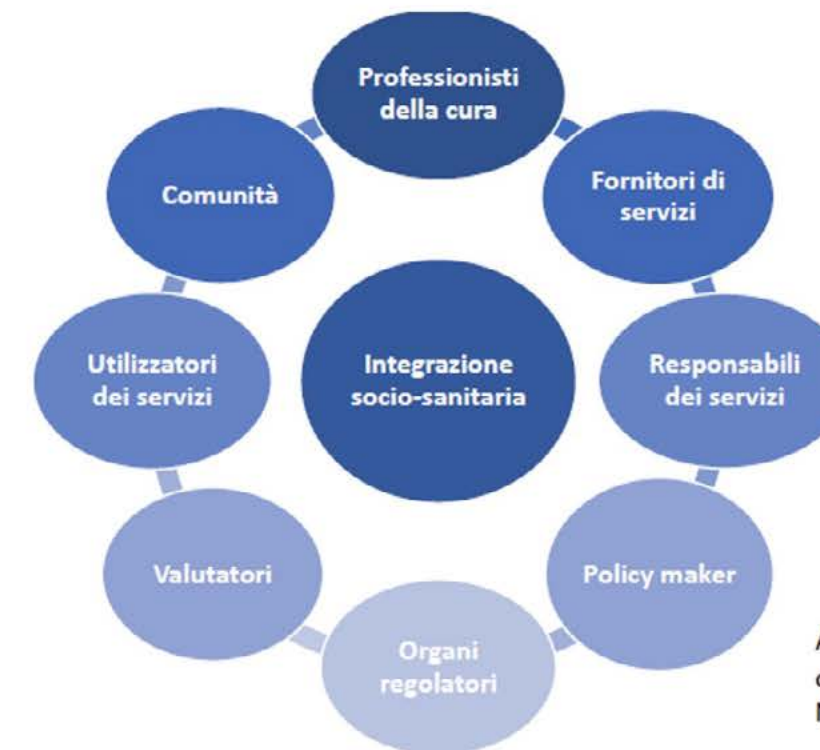 Professionisti
della cura
Fornitori di
servizi
Responsabili
dei servizi
Policy maker
Organi
regolatori
Valutatori
Utilizzatori
dei servizi
Comunità
Integrazione
socio-sanitaria